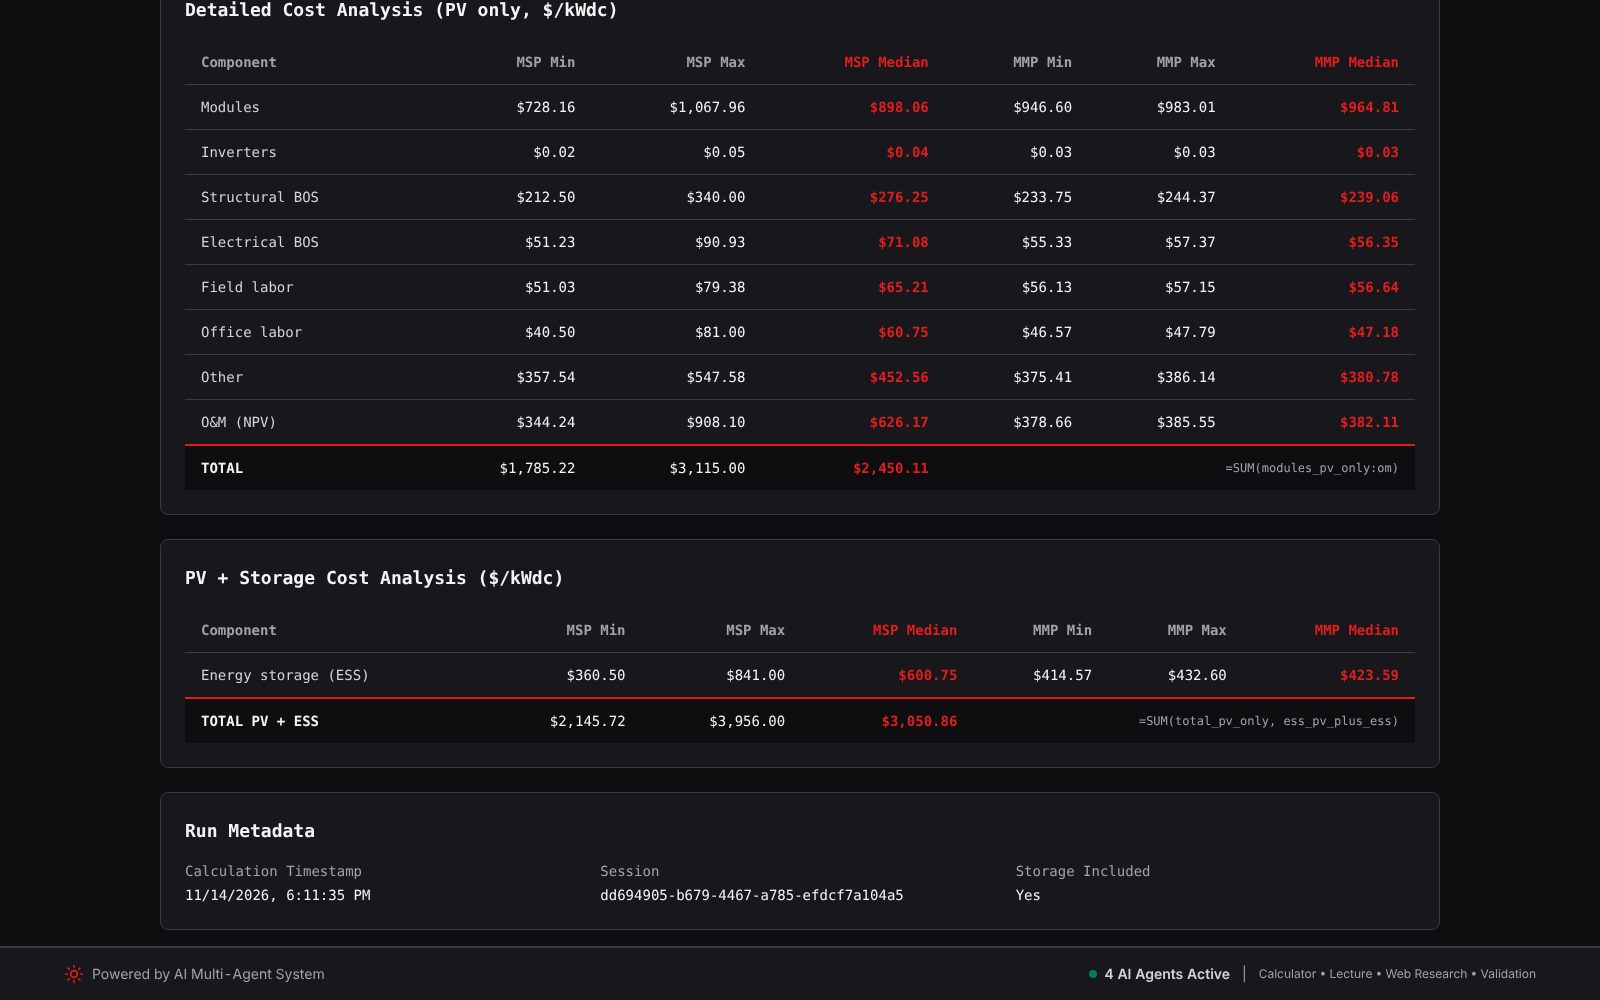 Detailed Cost Analysis (PV only, $/kWdc)
Component MSP Min MSP Max MSP Median MMP Min MMP Max MMP Median
Modules $728.16 $1,067.96 $898.06 $946.60 $983.01 $964.81
Inverters $0.02 $0.05 $0.04 $0.03 $0.03 $0.03
Structural BOS $212.50 $340.00 $276.25 $233.75 $244.37 $239.06
Electrical BOS $51.23 $90.93 $71.08 $55.33 $57.37 $56.35
Field labor $51.03 $79.38 $65.21 $56.13 $57.15 $56.64
Office labor $40.50 $81.00 $60.75 $46.57 $47.79 $47.18
Other $357.54 $547.58 $452.56 $375.41 $386.14 $380.78
O&M (NPV) $344.24 $908.10 $626.17 $378.66 $385.55 $382.11
TOTAL $1,785.22 $3,115.00 $2,450.11 =SUM(modules_pv_only:om)
PV + Storage Cost Analysis ($/kWdc)
Component MSP Min MSP Max MSP Median MMP Min MMP Max MMP Median
Energy storage (ESS) $360.50 $841.00 $600.75 $414.57 $432.60 $423.59
TOTAL PV + ESS $2,145.72 $3,956.00 $3,050.86 =SUM(total_pv_only, ess_pv_plus_ess)
Run Metadata
Calculation Timestamp Session Storage Included
11/14/2026, 6:11:35 PM dd694905-b679-4467-a785-efdcf7a104a5 Yes
Powered by AI Multi-Agent System 4 AI Agents Active | Calculator • Lecture • Web Research • Validation